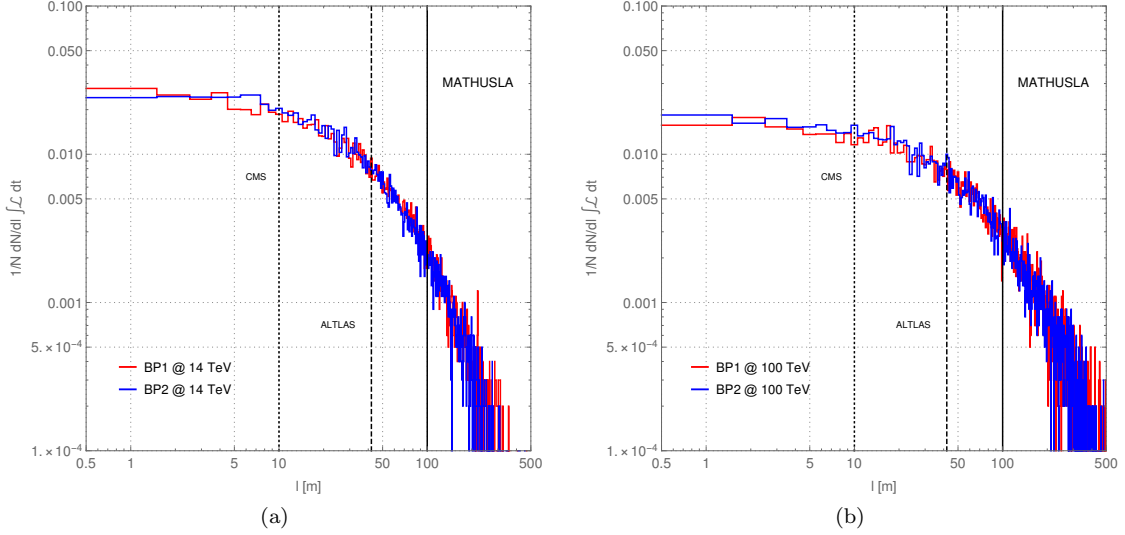 0.100
0.050
0.010
0.005
0.001
5.×10⁻⁴
1.×10⁻⁴
1/N dN/dl ∫ℒ dt
MATHUSLA
CMS
ALTLAS
BP1 @ 14 TeV
BP2 @ 14 TeV
0.5 1 5 10 50 100 500
l [m]
(a)
0.100
0.050
0.010
0.005
0.001
5.×10⁻⁴
1.×10⁻⁴
1/N dN/dl ∫ℒ dt
MATHUSLA
CMS
ALTLAS
BP1 @ 100 TeV
BP2 @ 100 TeV
0.5 1 5 10 50 100 500
l [m]
(b)